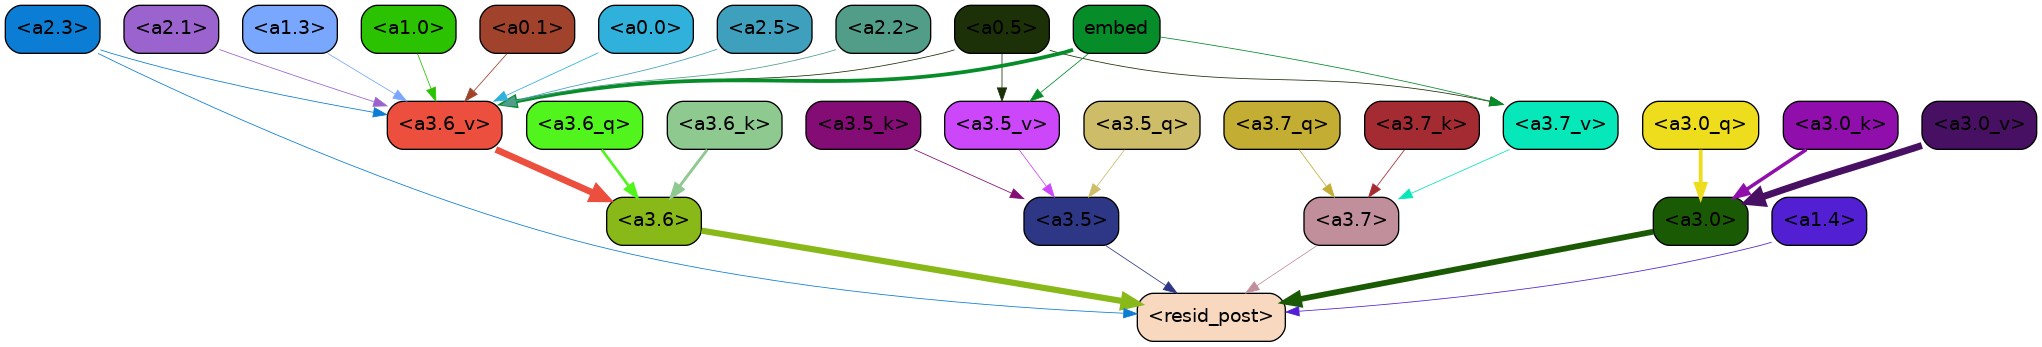 <a2.3> <a2.1> <a1.3> <a1.0> <a0.1> <a0.0> <a2.5> <a2.2> <a0.5> embed
<a3.6_v> <a3.6_q> <a3.6_k> <a3.5_k> <a3.5_v> <a3.5_q> <a3.7_q> <a3.7_k> <a3.7_v> <a3.0_q> <a3.0_k> <a3.0_v>
<a3.6> <a3.5> <a3.7> <a3.0> <a1.4>
<resid_post>